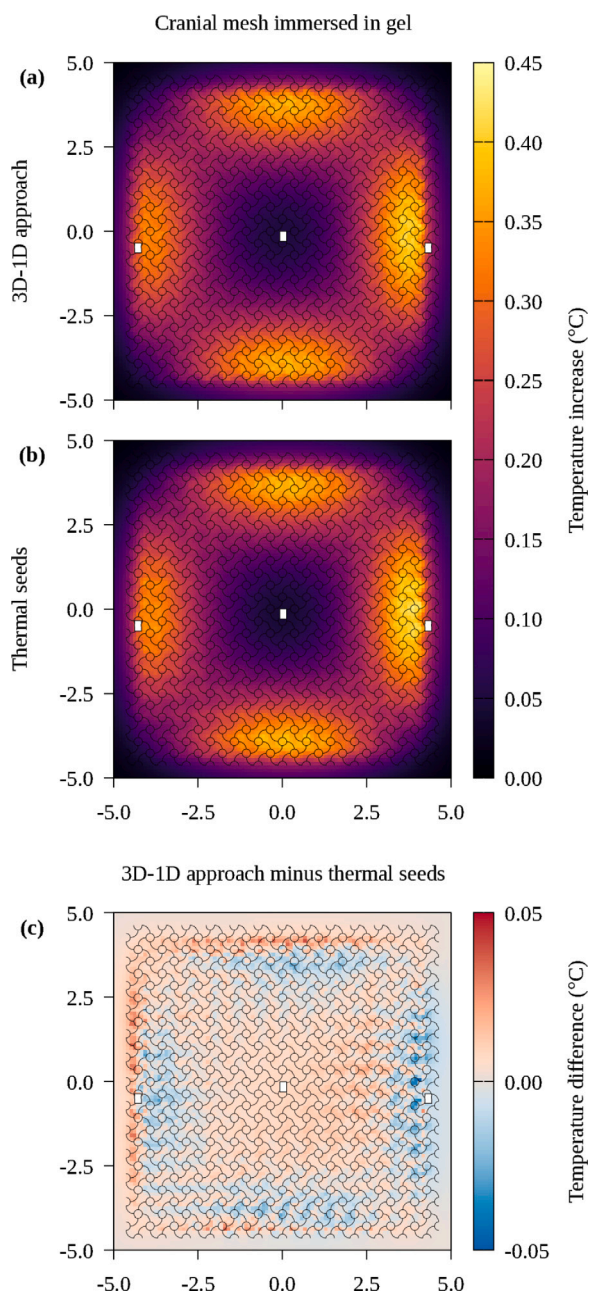 Cranial mesh immersed in gel
(a)
3D-1D approach
5.0
2.5
0.0
-2.5
-5.0
(b)
Thermal seeds
5.0
2.5
0.0
-2.5
-5.0
-5.0 -2.5 0.0 2.5 5.0
0.45
0.40
0.35
0.30
0.25
0.20
0.15
0.10
0.05
0.00
Temperature increase (°C)
3D-1D approach minus thermal seeds
(c)
5.0
2.5
0.0
-2.5
-5.0
-5.0 -2.5 0.0 2.5 5.0
0.05
0.00
-0.05
Temperature difference (°C)